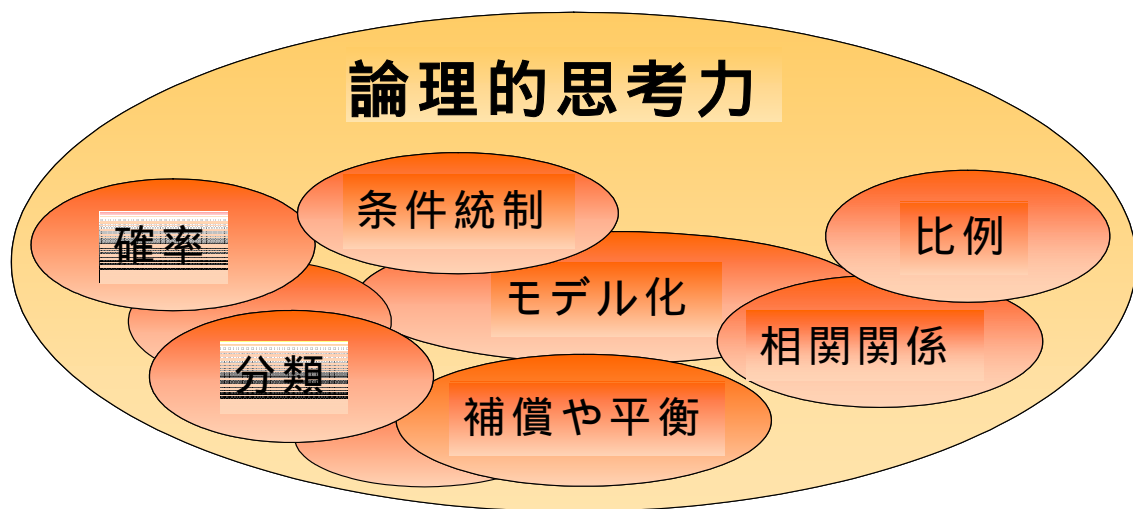 論理的思考力
条件統制
確率
比例
モデル化
相関関係
分類
補償や平衡